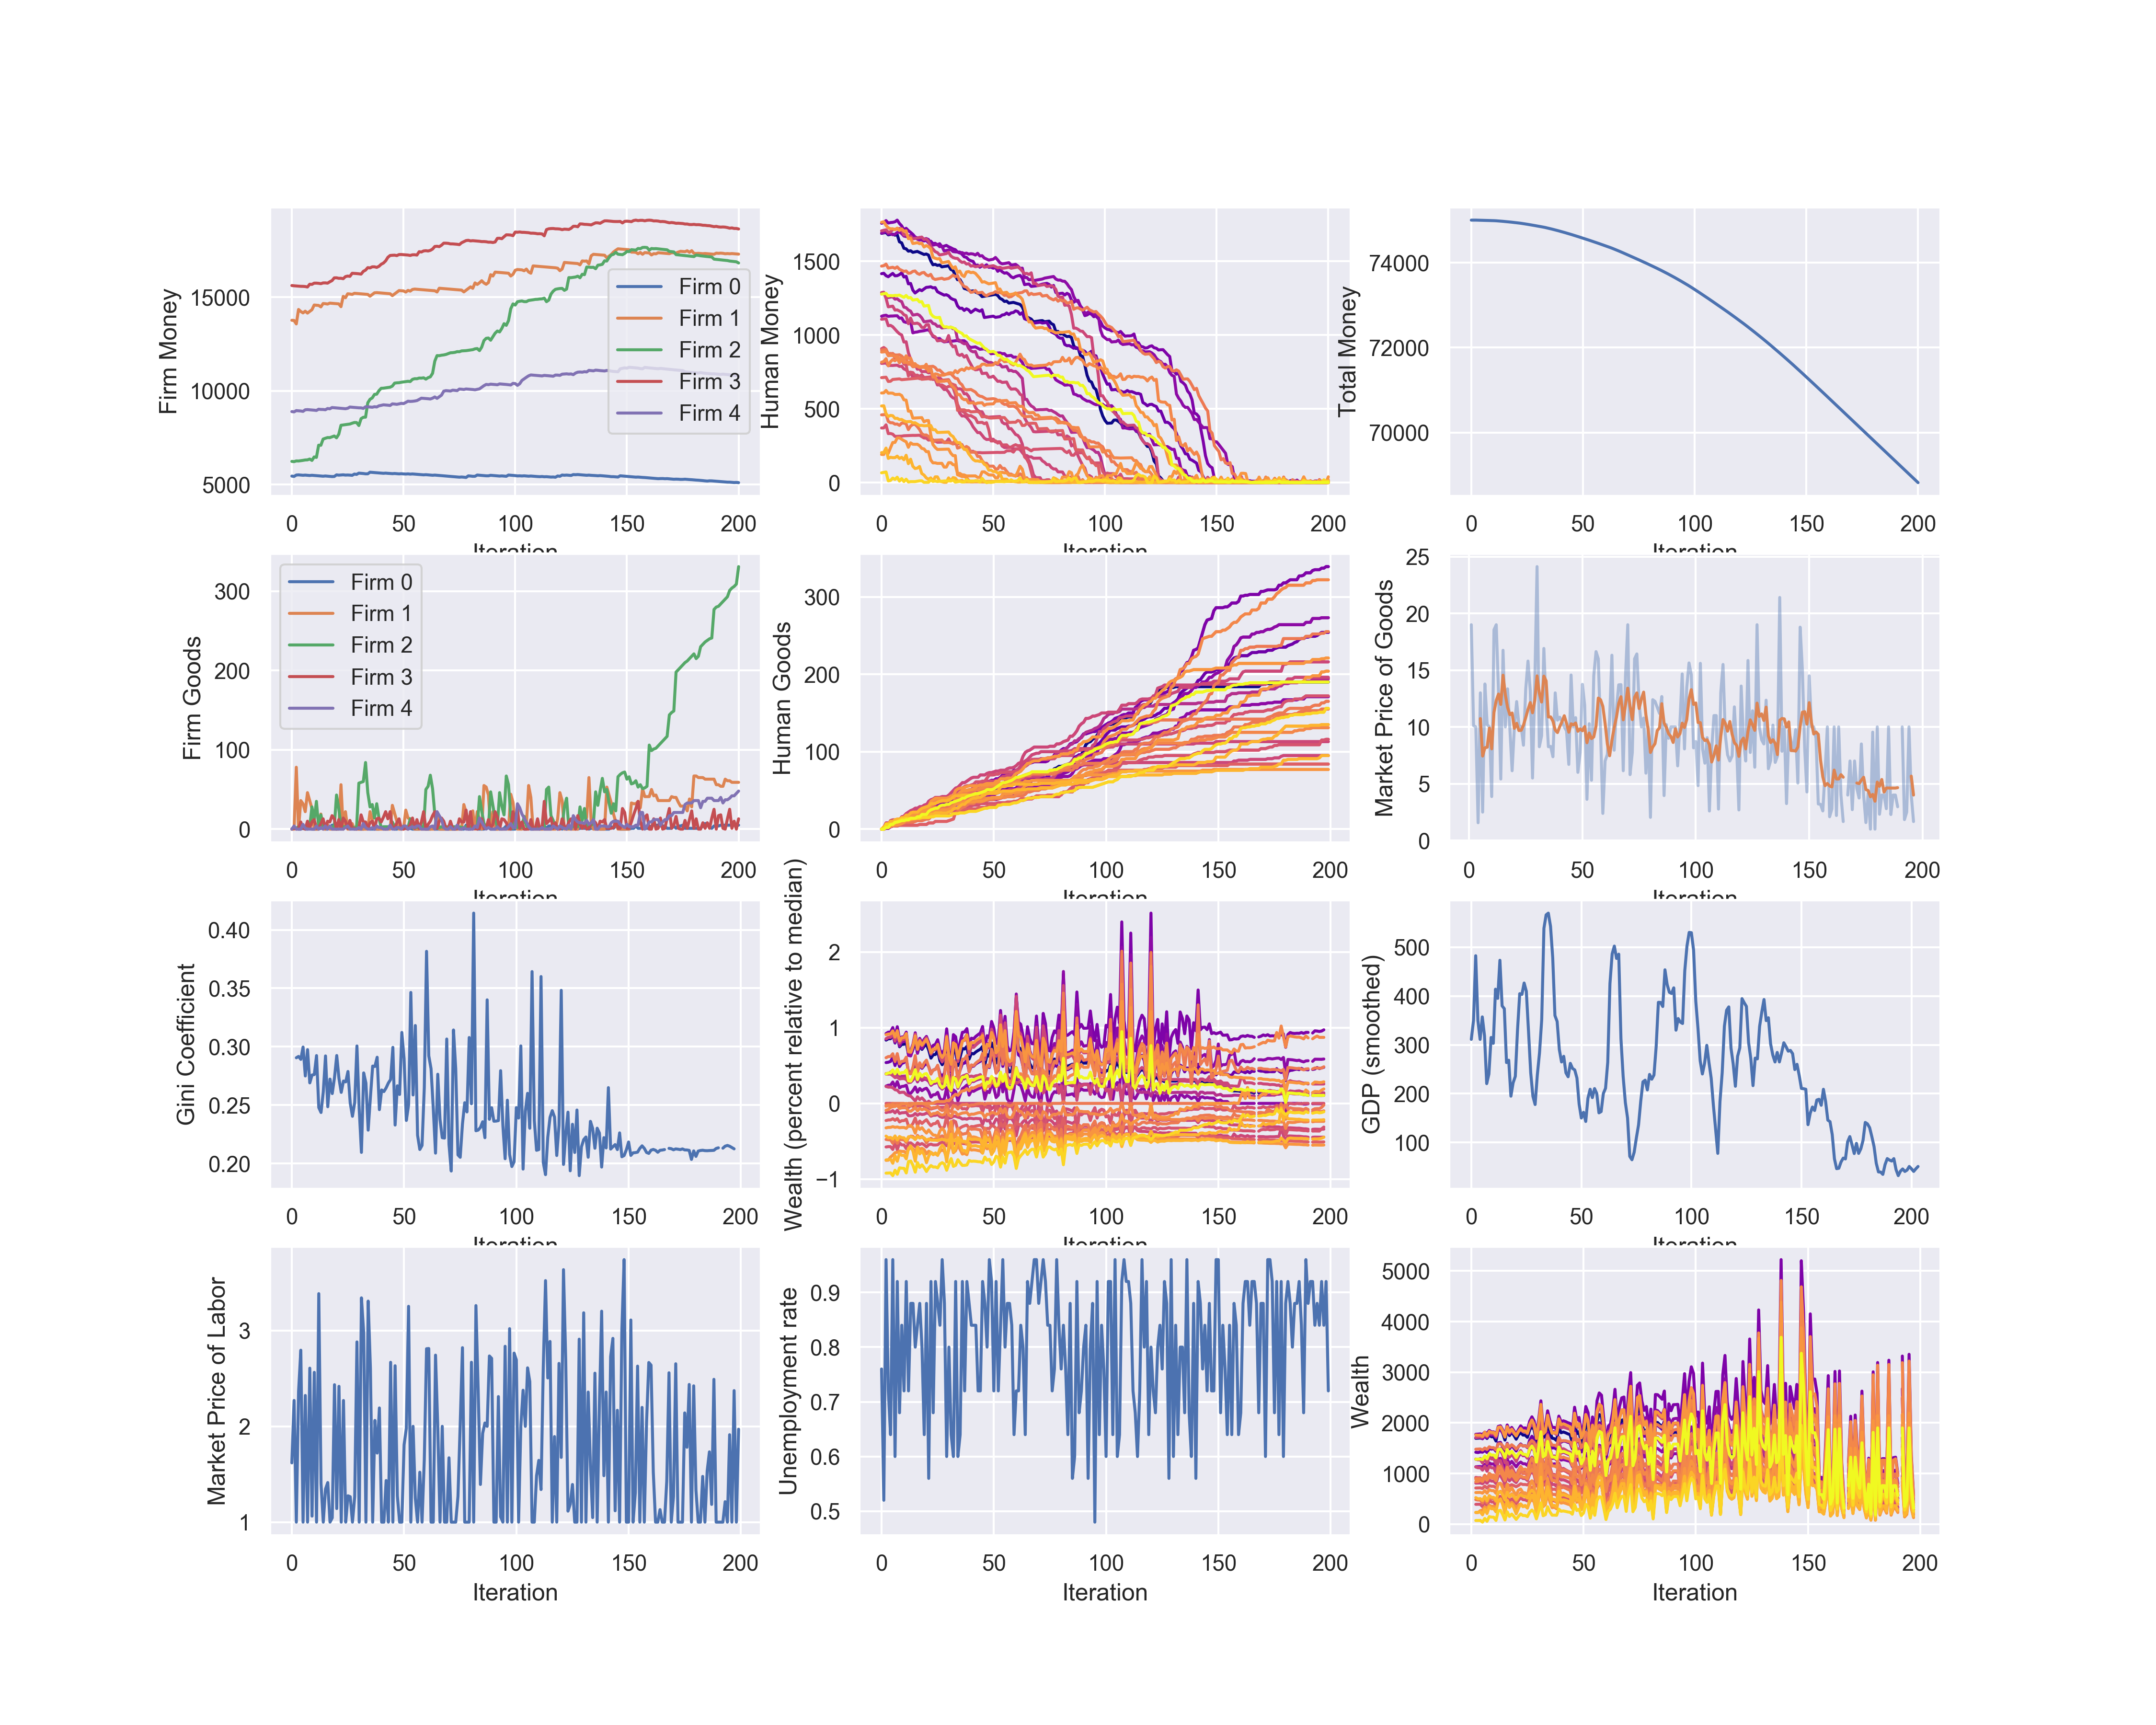 Firm Money
15000
10000
5000
0 50 100 150 200
Iteration
Firm 0
Firm 1
Firm 2
Firm 3
Firm 4
Human Money
1500
1000
500
0
0 50 100 150 200
Iteration
Total Money
74000
72000
70000
0 50 100 150 200
Iteration
Firm Goods
300
200
100
0
0 50 100 150 200
Iteration
Firm 0
Firm 1
Firm 2
Firm 3
Firm 4
Human Goods
300
200
100
0
0 50 100 150 200
Iteration
Market Price of Goods
25
20
15
10
5
0
0 50 100 150 200
Iteration
Gini Coefficient
0.40
0.35
0.30
0.25
0.20
0 50 100 150 200
Iteration
Wealth (percent relative to median)
2
1
0
−1
0 50 100 150 200
Iteration
GDP (smoothed)
500
400
300
200
100
0 50 100 150 200
Iteration
Market Price of Labor
3
2
1
0 50 100 150 200
Iteration
Unemployment rate
0.9
0.8
0.7
0.6
0.5
0 50 100 150 200
Iteration
Wealth
5000
4000
3000
2000
1000
0
0 50 100 150 200
Iteration